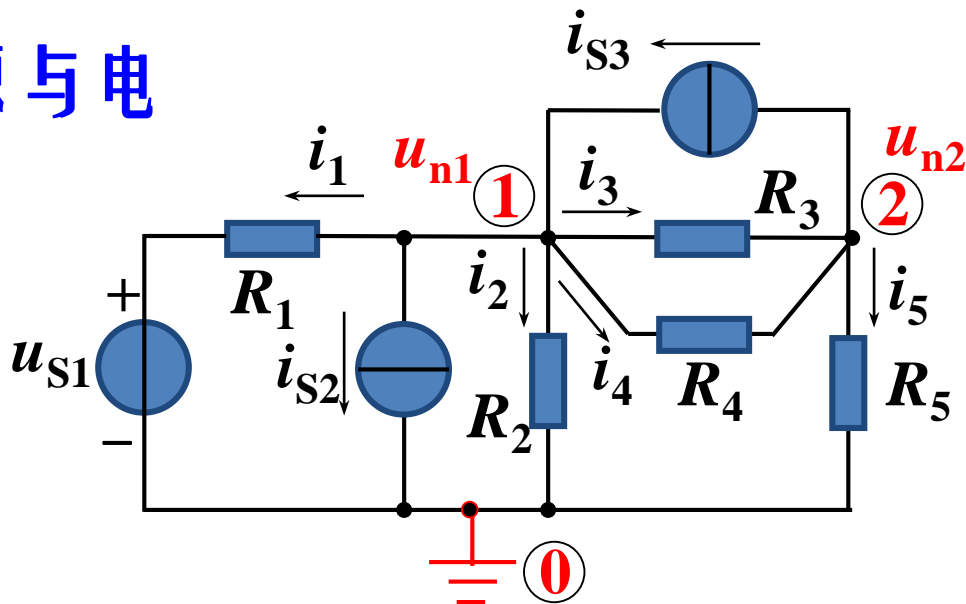 与电
i_S3
u_n1
u_n2
i_1
①
i_3
R_3
②
+
R_1
i_2
i_5
u_S1
i_S2
i_4
R_4
R_5
−
R_2
⓪